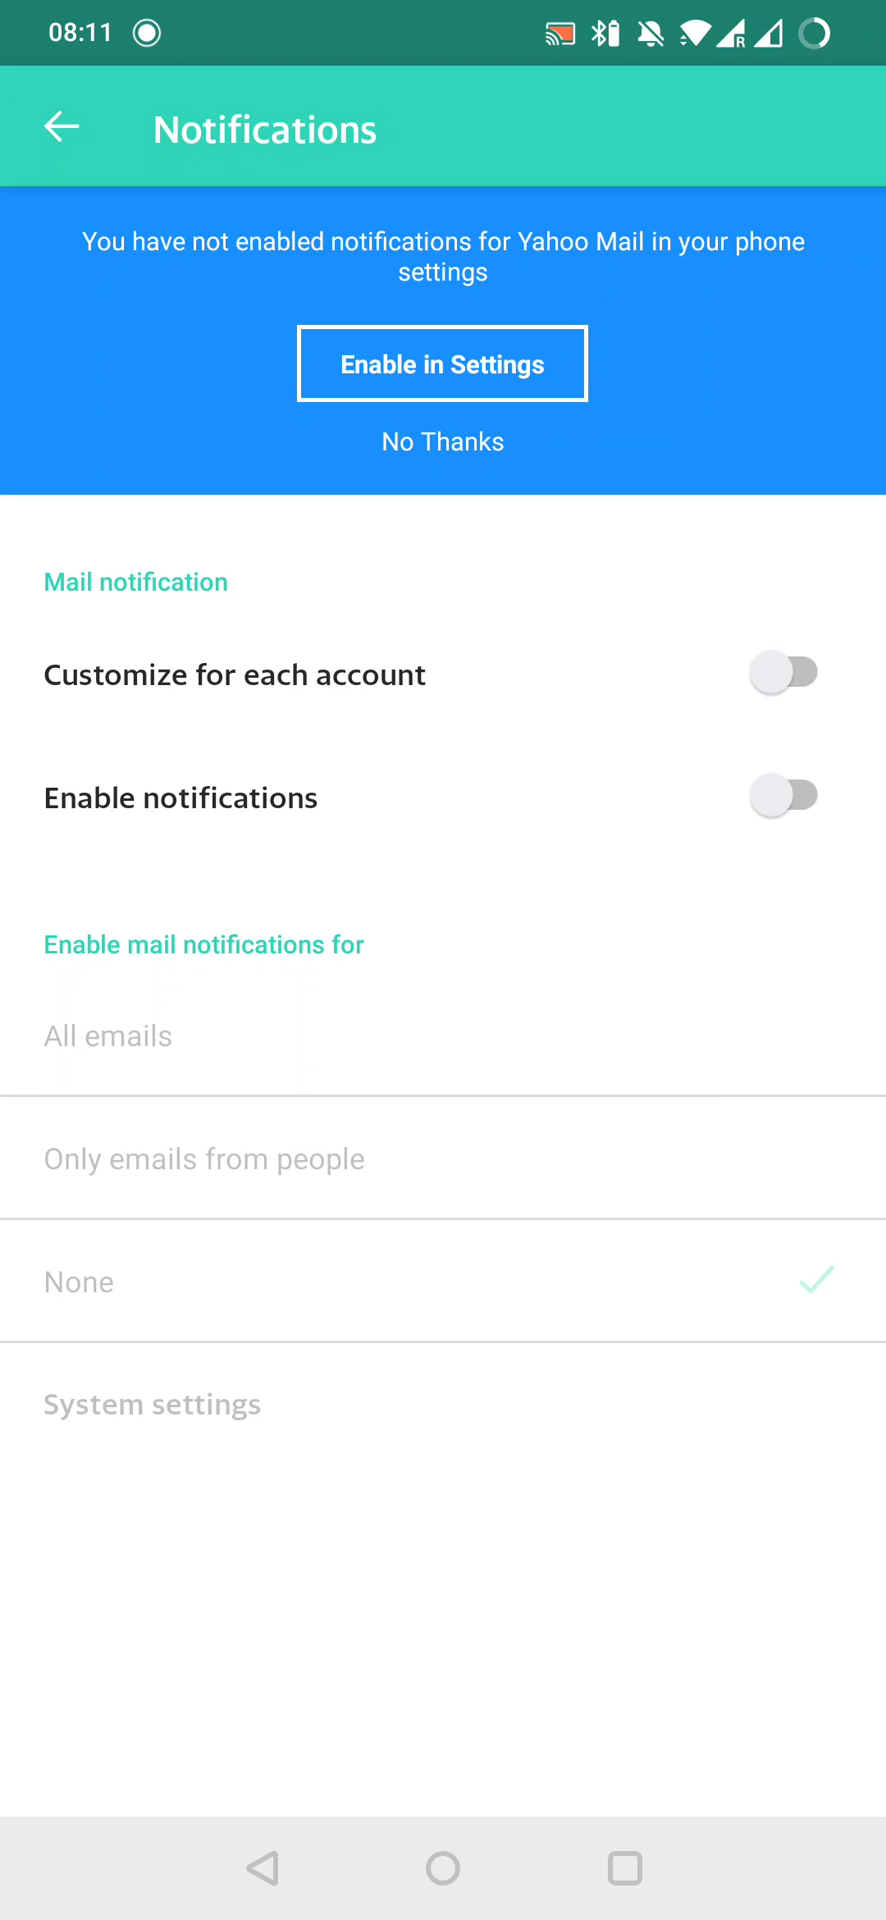 08:11
R
Notifications
You have not enabled notifications for Yahoo Mail in your phone
settings
Enable in Settings
No Thanks
Mail notification
Customize for each account
Enable notifications
Enable mail notifications for
All emails
Only emails from people
None
System settings